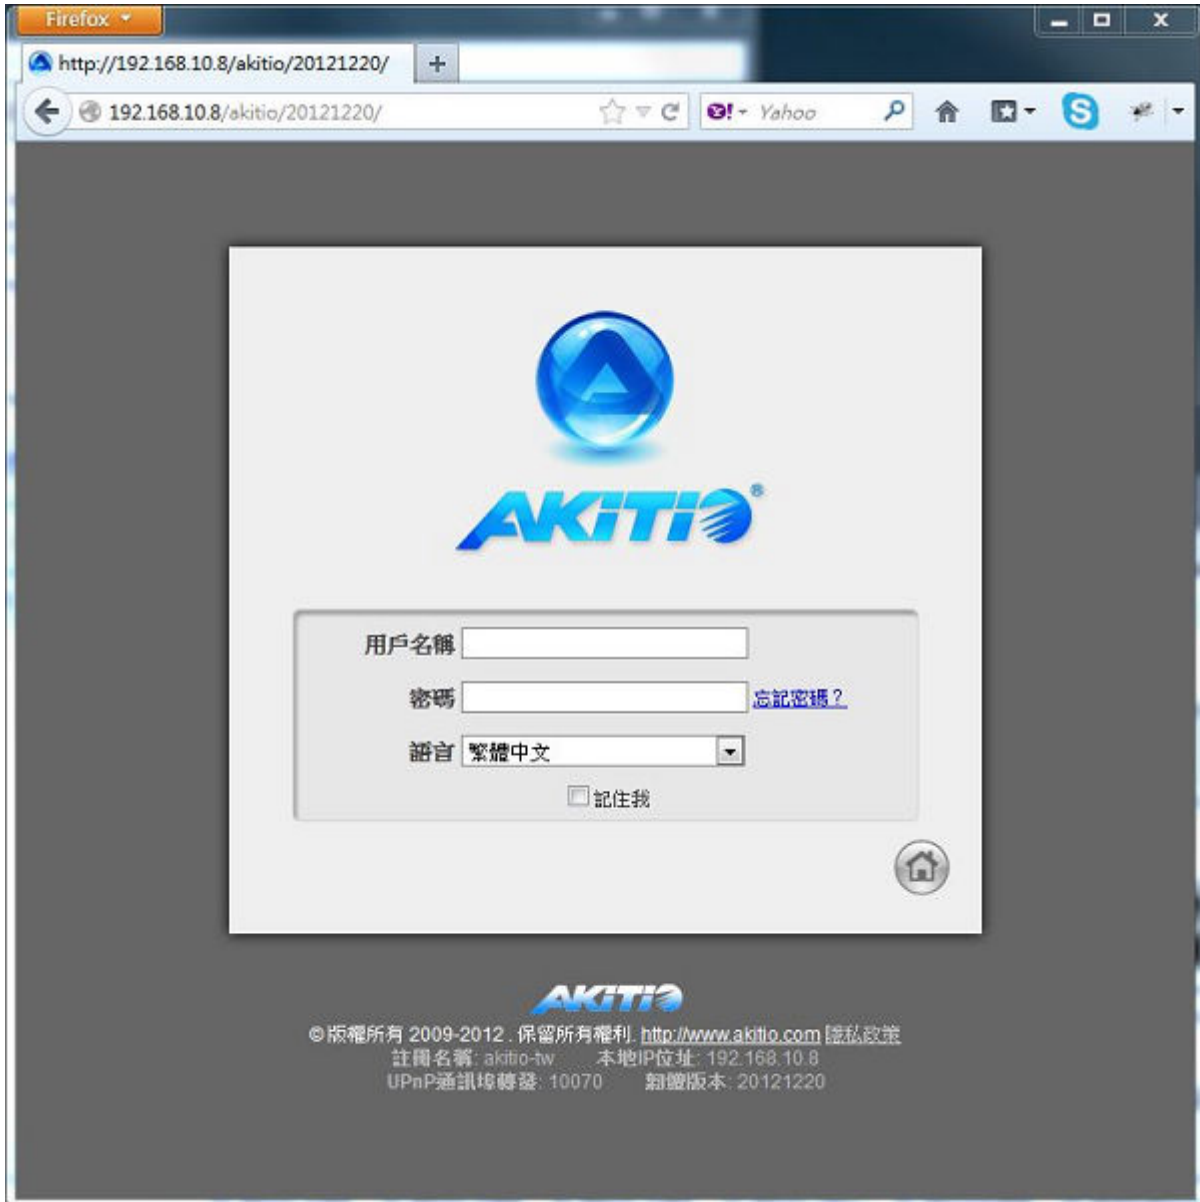 Firefox
http://192.168.10.8/akitio/20121220/
192.168.10.8/akitio/20121220/
Yahoo
AKiTiO®
用戶名稱
密碼 忘記密碼？
語言 繁體中文
記住我
AKiTiO
© 版權所有 2009-2012 . 保留所有權利. http://www.akitio.com 隱私政策
註冊名稱: akitio-tw 本地IP位址: 192.168.10.8
UPnP通訊埠轉發: 10070 韌體版本: 20121220